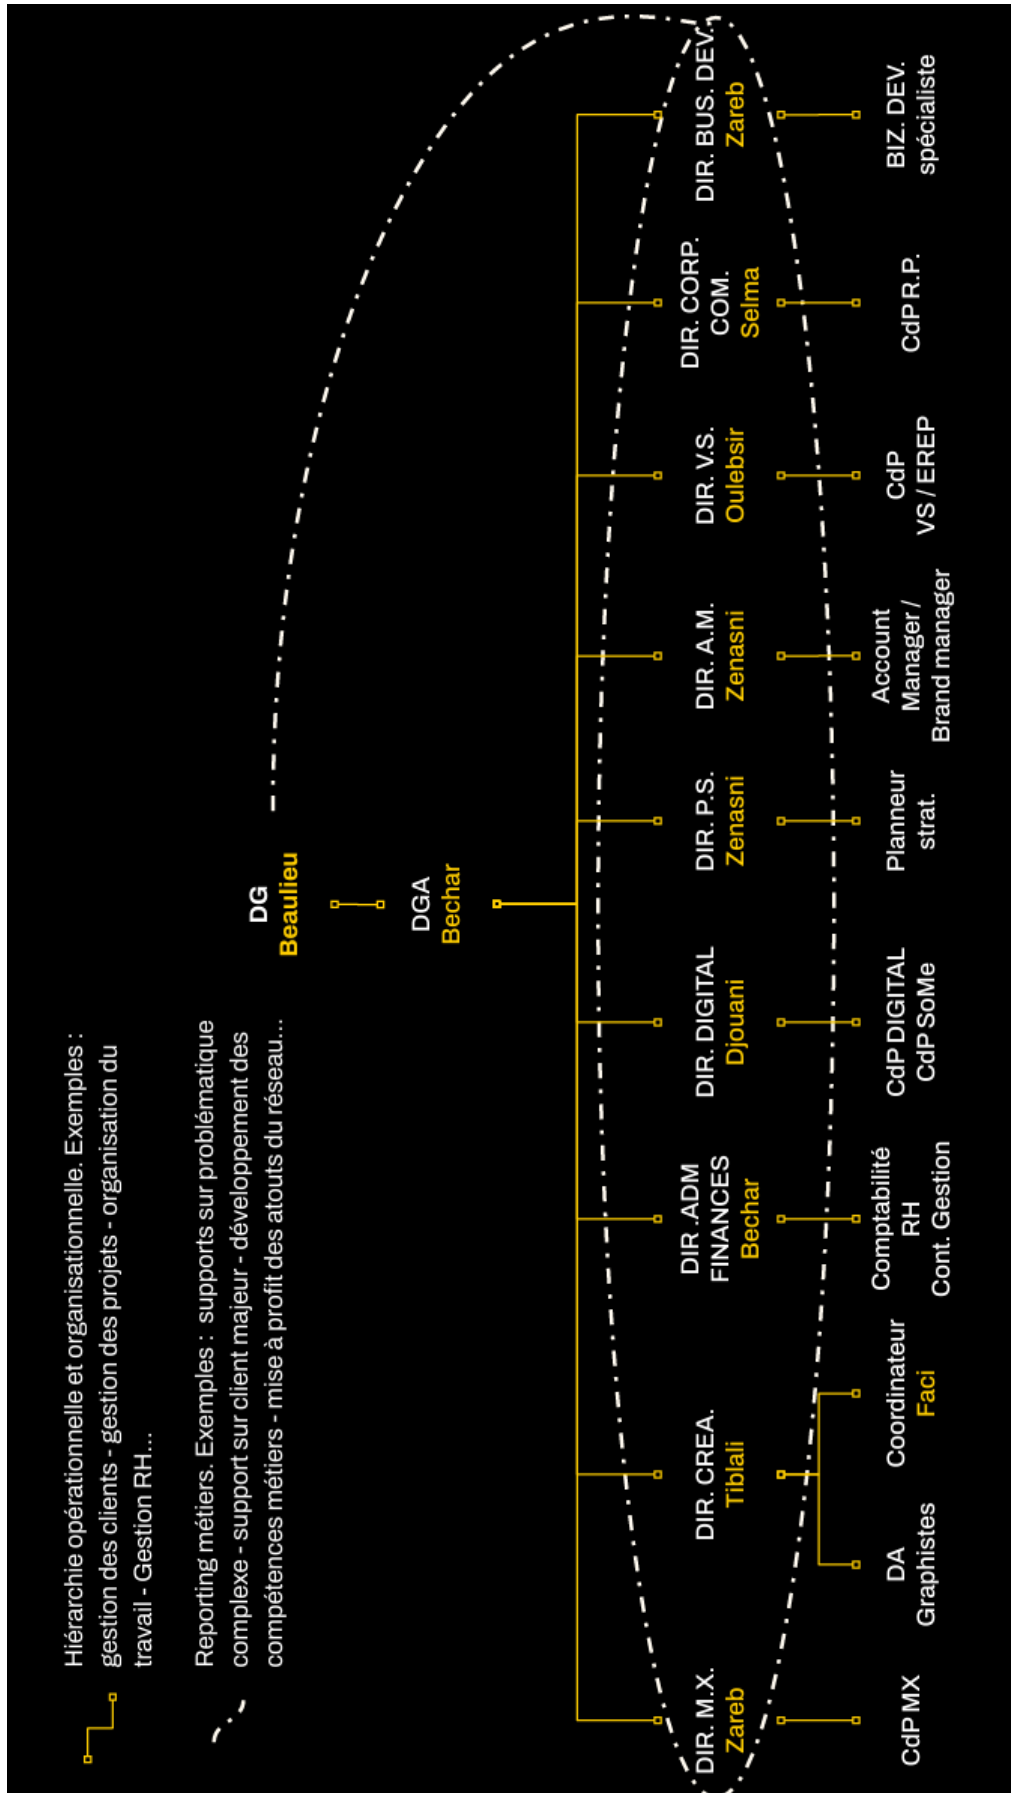 Hiérarchie opérationnelle et organisationnelle. Exemples :
gestion des clients - gestion des projets - organisation du
travail - Gestion RH...
Reporting métiers. Exemples : supports sur problématique
complexe - support sur client majeur - développement des
compétences métiers - mise à profit des atouts du réseau...
DG
Beaulieu
DGA
Bechar
DIR. M.X.
Zareb
DIR. CREA.
Tiblali
DIR .ADM
FINANCES
Bechar
DIR. DIGITAL
Djouani
DIR. P.S.
Zenasni
DIR. A.M.
Zenasni
DIR. V.S.
Oulebsir
DIR. CORP.
COM.
Selma
DIR. BUS. DEV.
Zareb
CdP MX
DA
Graphistes
Coordinateur
Faci
Comptabilité
RH
Cont. Gestion
CdP DIGITAL
CdP SoMe
Planneur
strat.
Account
Manager /
Brand manager
CdP
VS / EREP
CdP R.P.
BIZ. DEV.
spécialiste